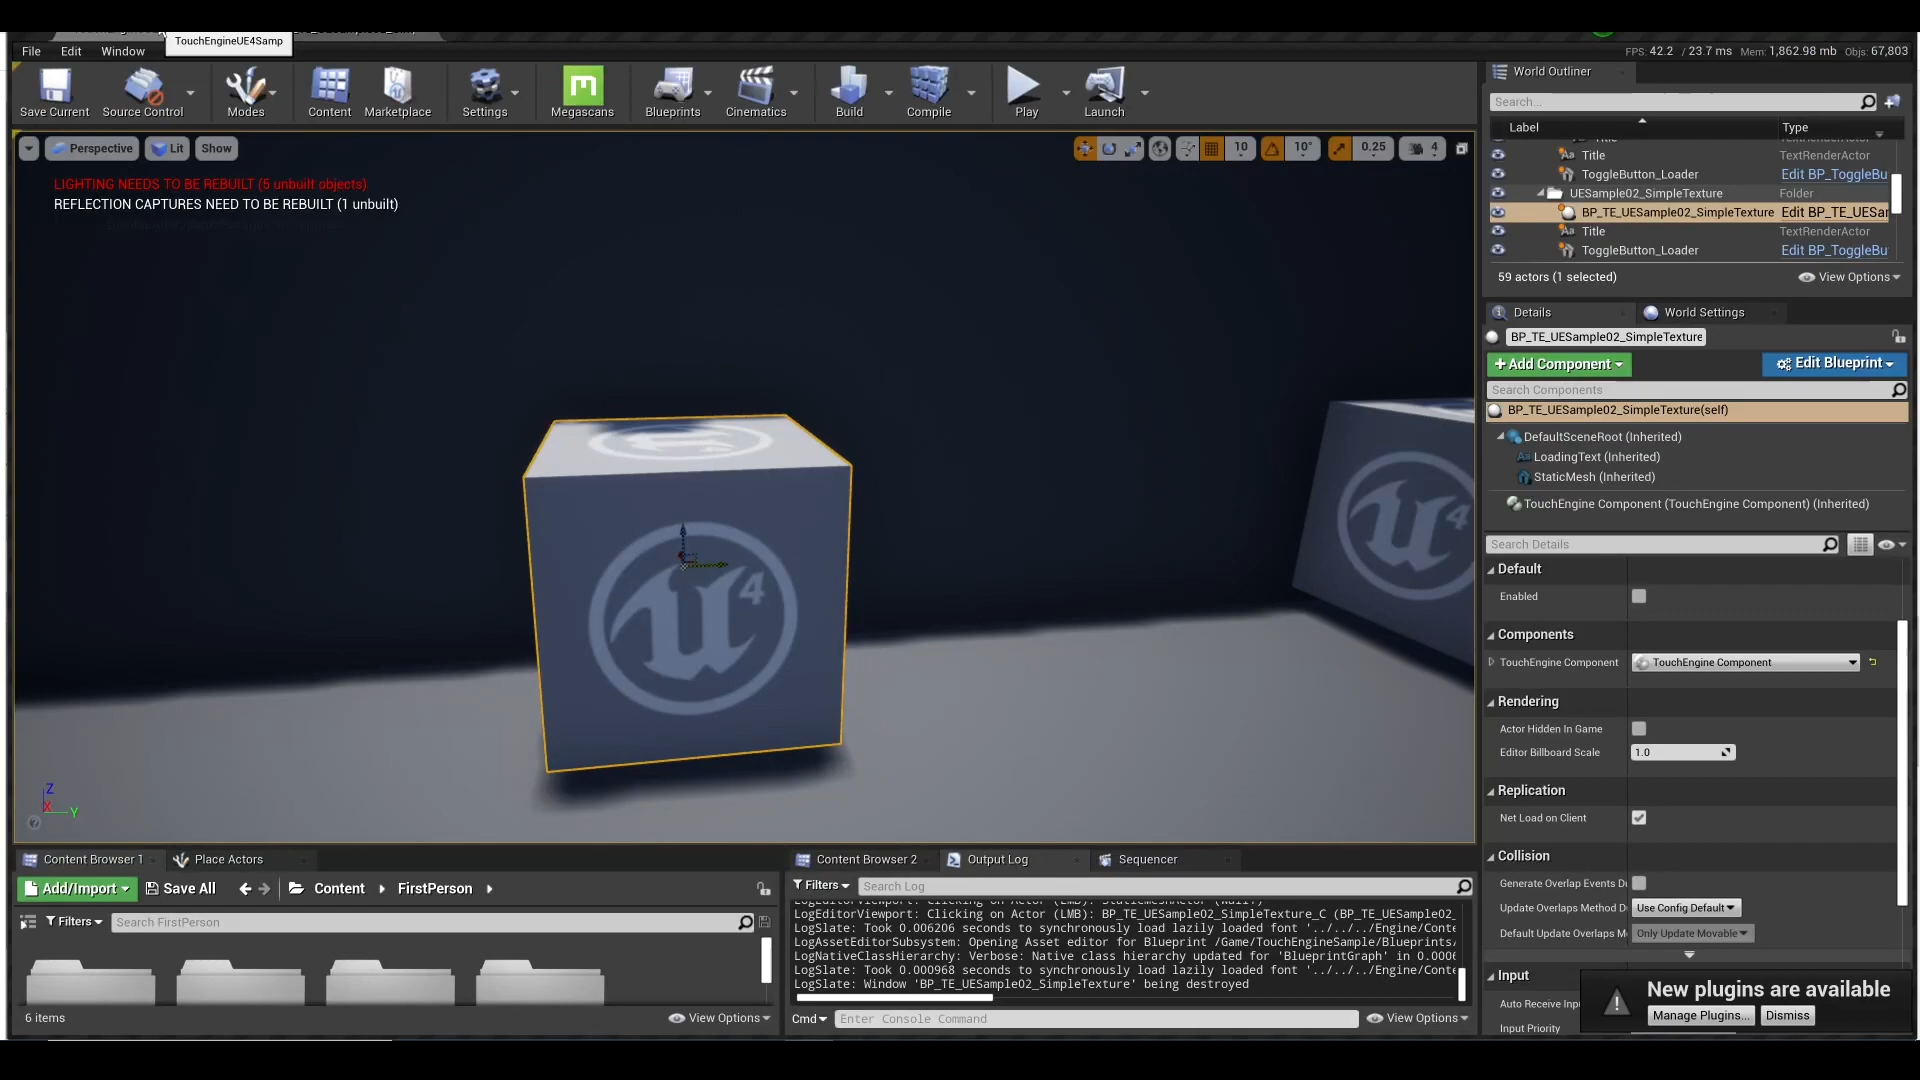 TouchEngineUE4Samp
File Edit Window
FPS: 42.2 / 23.7 ms Mem: 1,862.98 mb Objs: 67,803
Save Current Source Control Modes Content Marketplace Settings Megascans Blueprints Cinematics Build Compile Play Launch
Perspective Lit Show
10 10° 0.25 4
LIGHTING NEEDS TO BE REBUILT (5 unbuilt objects)
REFLECTION CAPTURES NEED TO BE REBUILT (1 unbuilt)
4
4
Z
X
Y
World Outliner
Search...
Label Type
Title TextRenderActor
ToggleButton_Loader Edit BP_ToggleBu
UESample02_SimpleTexture Folder
BP_TE_UESample02_SimpleTexture Edit BP_TE_UESar
Title TextRenderActor
ToggleButton_Loader Edit BP_ToggleBu
59 actors (1 selected) View Options
Details World Settings
BP_TE_UESample02_SimpleTexture
+Add Component Edit Blueprint
Search Components
BP_TE_UESample02_SimpleTexture(self)
DefaultSceneRoot (Inherited)
LoadingText (Inherited)
StaticMesh (Inherited)
TouchEngine Component (TouchEngine Component) (Inherited)
Search Details
Default
Enabled
Components
TouchEngine Component TouchEngine Component
Rendering
Actor Hidden In Game
Editor Billboard Scale 1.0
Replication
Net Load on Client
Collision
Generate Overlap Events D
Update Overlaps Method D Use Config Default
Default Update Overlaps M Only Update Movable
Input
Auto Receive Inpu
Input Priority
New plugins are available
Manage Plugins... Dismiss
Content Browser 1 Place Actors
Add/Import Save All Content FirstPerson
Filters Search FirstPerson
6 items View Options
Content Browser 2 Output Log Sequencer
Filters Search Log
LogEditorViewport: Clicking on Actor (LMB): BP_TE_UESample02_SimpleTexture_C (BP_TE_UESample02_
LogSlate: Took 0.006206 seconds to synchronously load lazily loaded font '../../../Engine/Conte
LogAssetEditorSubsystem: Opening Asset editor for Blueprint /Game/TouchEngineSample/Blueprints/
LogNativeClassHierarchy: Verbose: Native class hierarchy updated for 'BlueprintGraph' in 0.0006
LogSlate: Took 0.000968 seconds to synchronously load lazily loaded font '../../../Engine/Conte
LogSlate: Window 'BP_TE_UESample02_SimpleTexture' being destroyed
Cmd Enter Console Command View Options